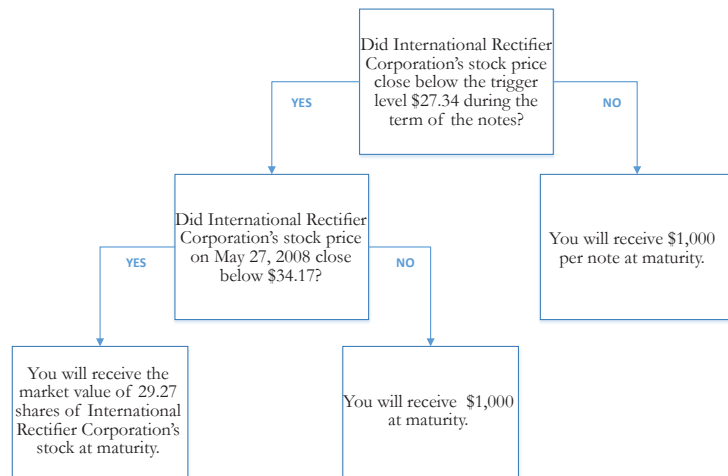 Did International Rectifier
Corporation's stock price
close below the trigger
level $27.34 during the
term of the notes?
YES
NO
Did International Rectifier
Corporation's stock price
on May 27, 2008 close
below $34.17?
You will receive $1,000
per note at maturity.
YES
NO
You will receive the
market value of 29.27
shares of International
Rectifier Corporation's
stock at maturity.
You will receive $1,000
at maturity.